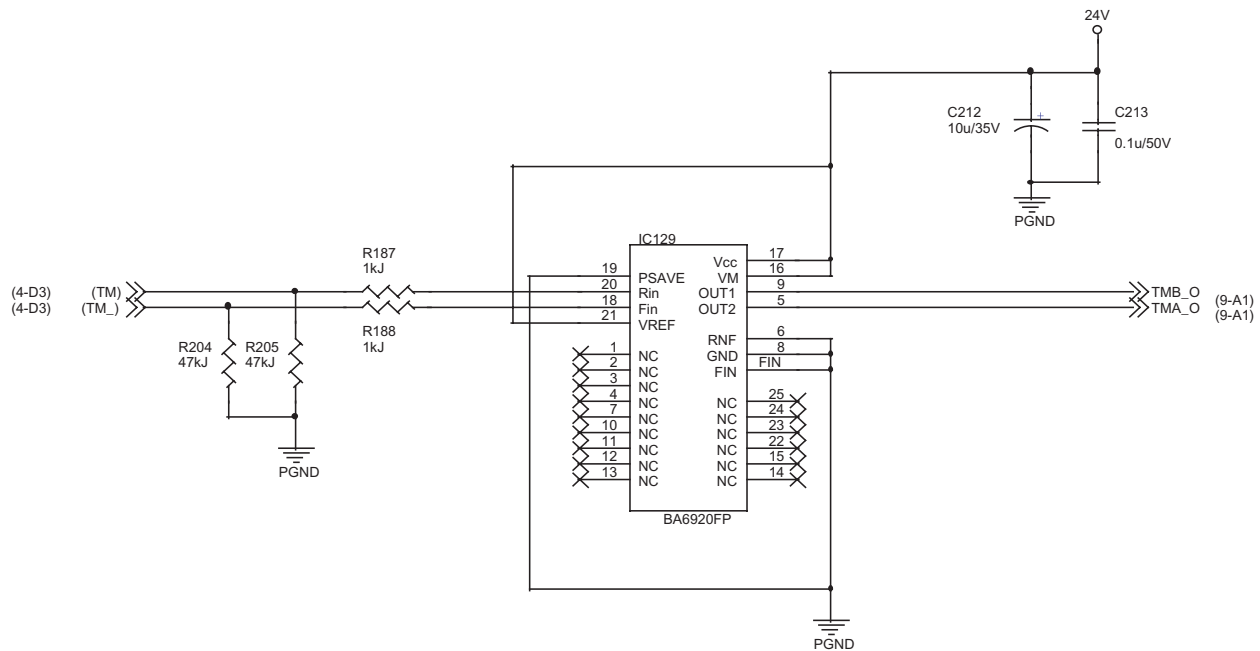 24V
C212
10u/35V
C213
0.1u/50V
PGND
IC129
R187
1kJ
(4-D3) (TM)
(4-D3) (TM_)
R188
1kJ
R204
47kJ
R205
47kJ
PGND
19 PSAVE
20 Rin
18 Fin
21 VREF
1 NC
2 NC
3 NC
4 NC
7 NC
10 NC
11 NC
12 NC
13 NC
Vcc 17
VM 16
OUT1 9
OUT2 5
RNF 6
GND 8
FIN FIN
NC 25
NC 24
NC 23
NC 22
NC 15
NC 14
TMB_O (9-A1)
TMA_O (9-A1)
BA6920FP
PGND